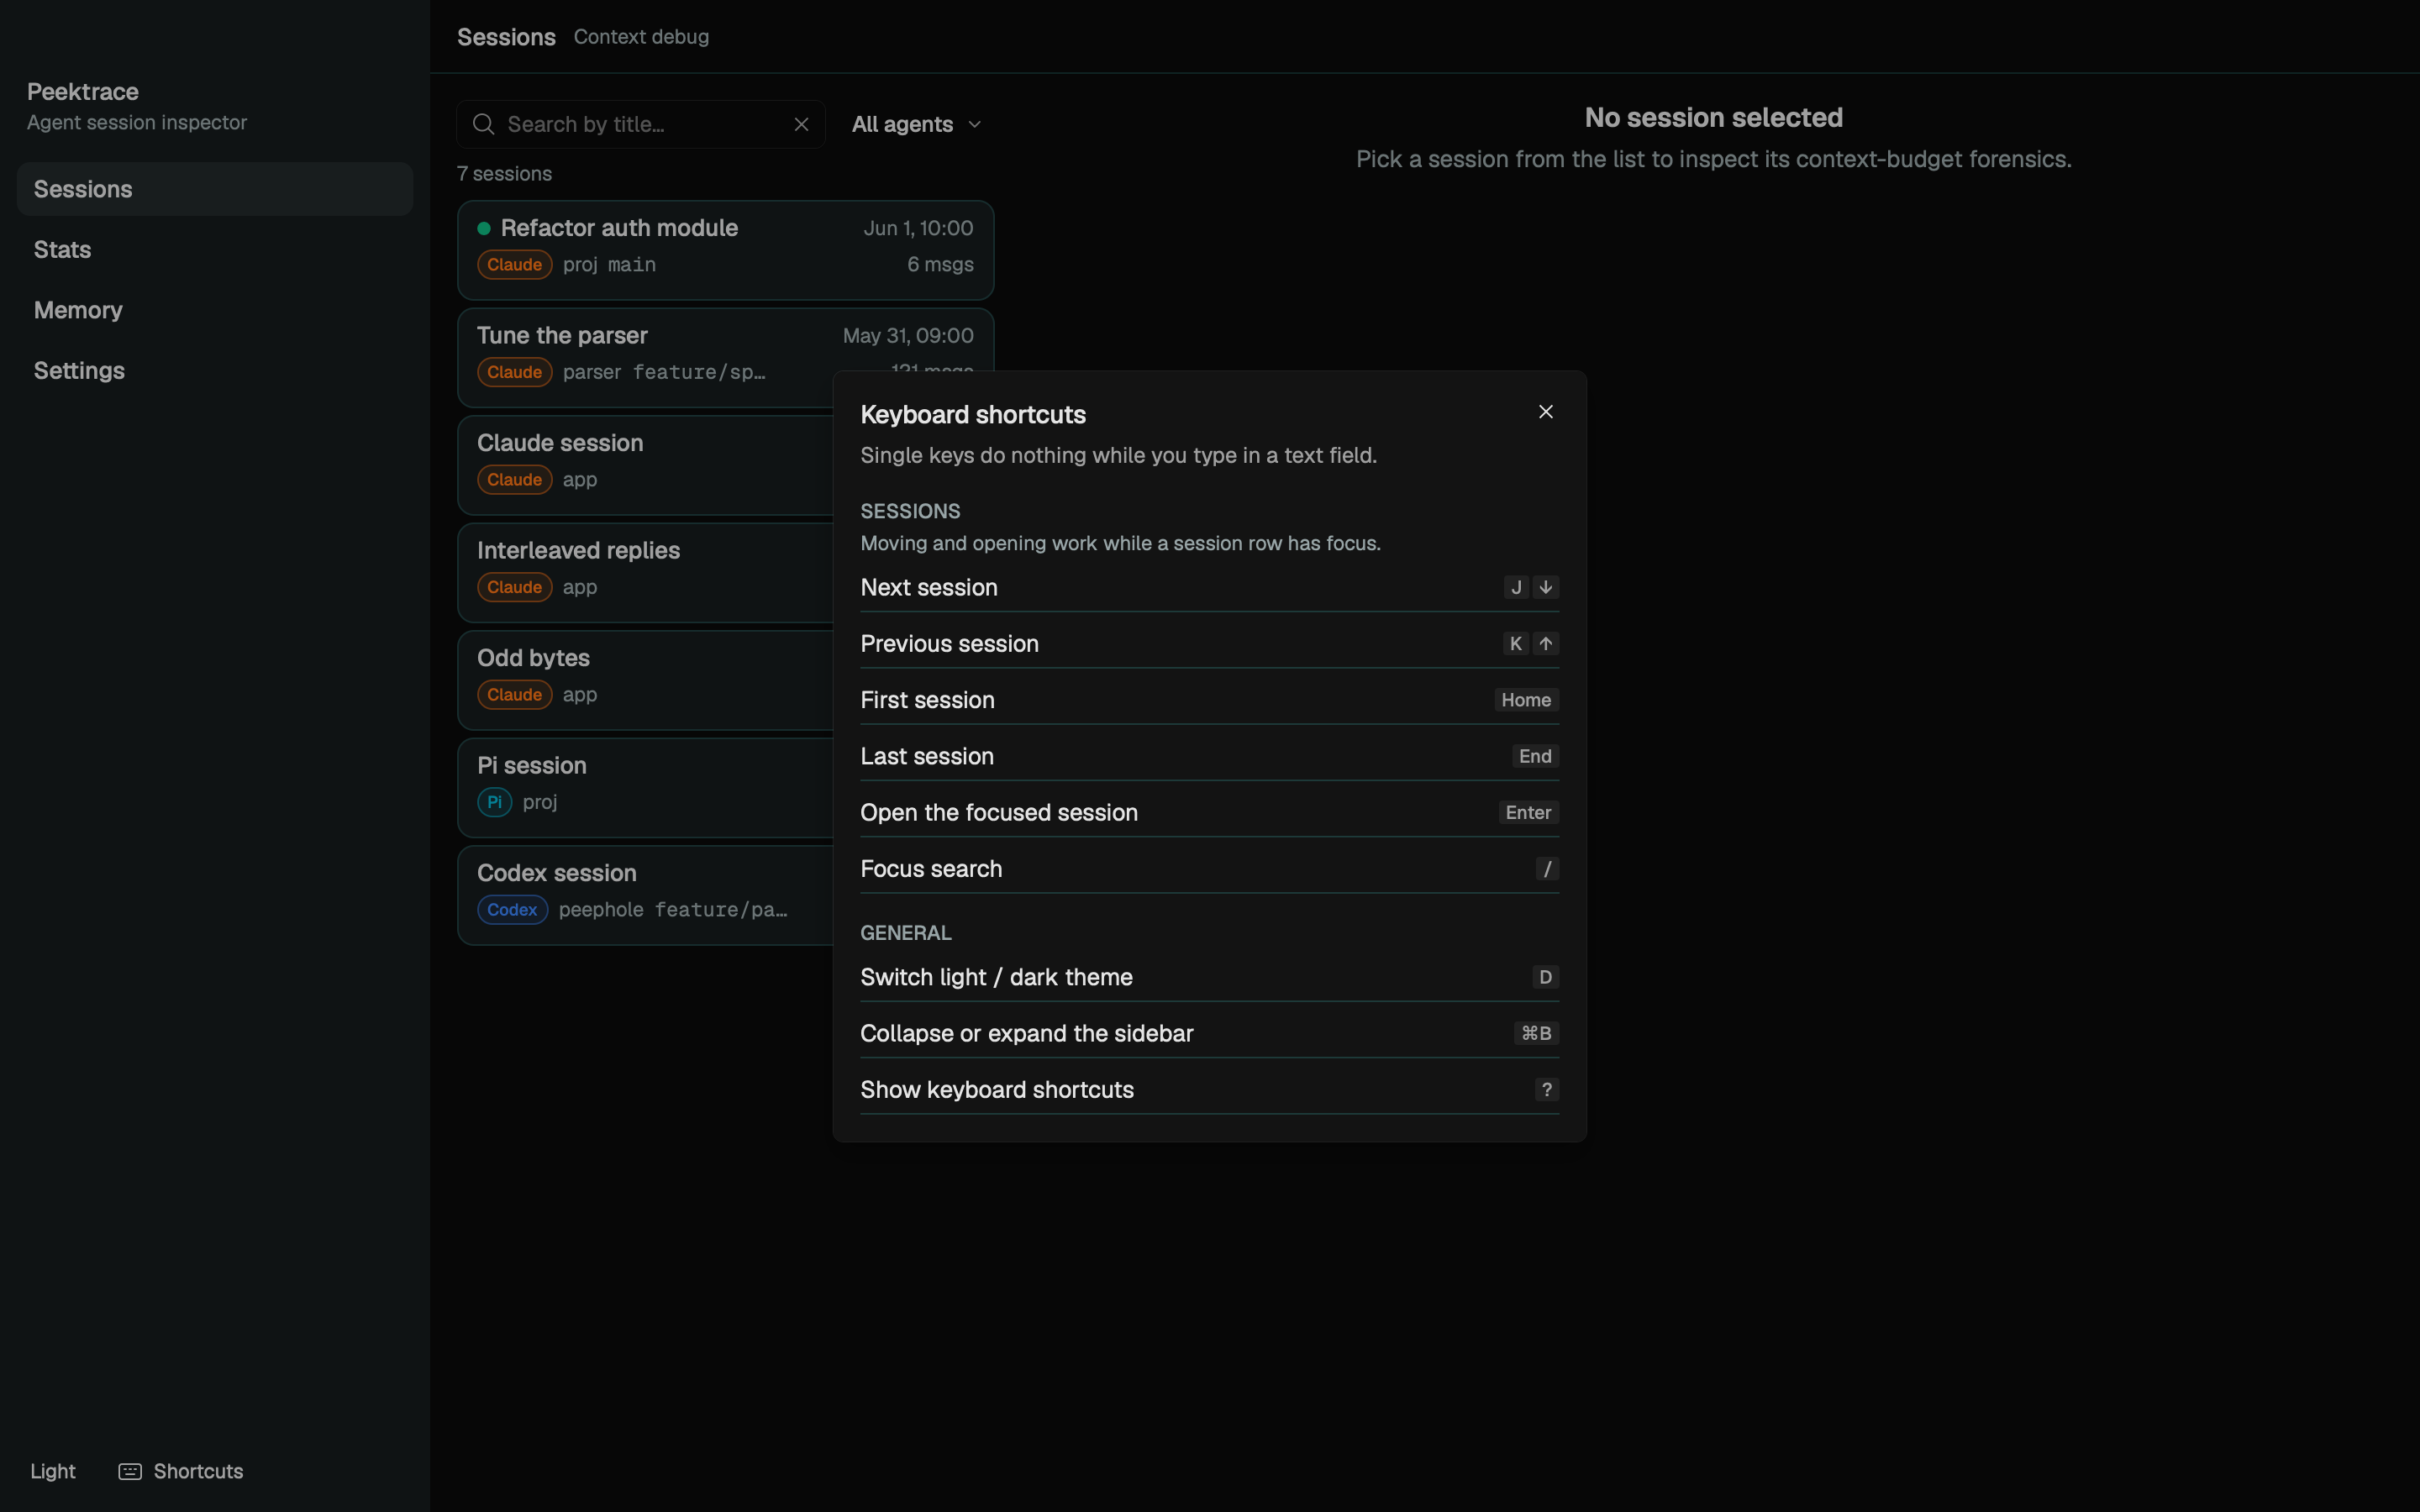 Peektrace
Agent session inspector
Sessions
Stats
Memory
Settings
Light
Shortcuts
Sessions Context debug
Search by title...
All agents
7 sessions
Refactor auth module Jun 1, 10:00
Claude proj main 6 msgs
Tune the parser May 31, 09:00
Claude parser feature/sp… 121 msgs
Claude session
Claude app
Interleaved replies
Claude app
Odd bytes
Claude app
Pi session
Pi proj
Codex session
Codex peephole feature/pa…
No session selected
Pick a session from the list to inspect its context-budget forensics.
Keyboard shortcuts
Single keys do nothing while you type in a text field.
SESSIONS
Moving and opening work while a session row has focus.
Next session J ↓
Previous session K ↑
First session Home
Last session End
Open the focused session Enter
Focus search /
GENERAL
Switch light / dark theme D
Collapse or expand the sidebar ⌘B
Show keyboard shortcuts ?